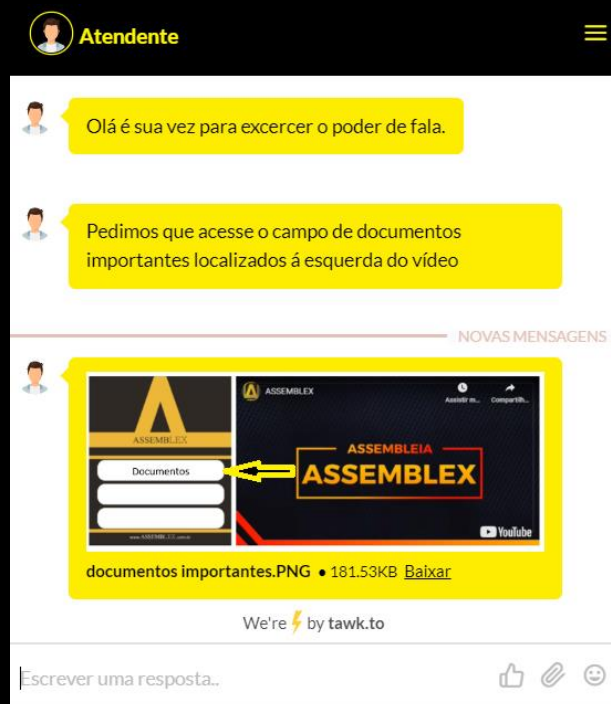 Atendente
Olá é sua vez para excercer o poder de fala.
Pedimos que acesse o campo de documentos
importantes localizados á esquerda do vídeo
NOVAS MENSAGENS
ASSEMBLEX
Documentos
ASSEMBLEX
Assistir m...
Compartilh...
ASSEMBLEIA
ASSEMBLEX
YouTube
documentos importantes.PNG • 181.53KB Baixar
We're by tawk.to
Escrever uma resposta..